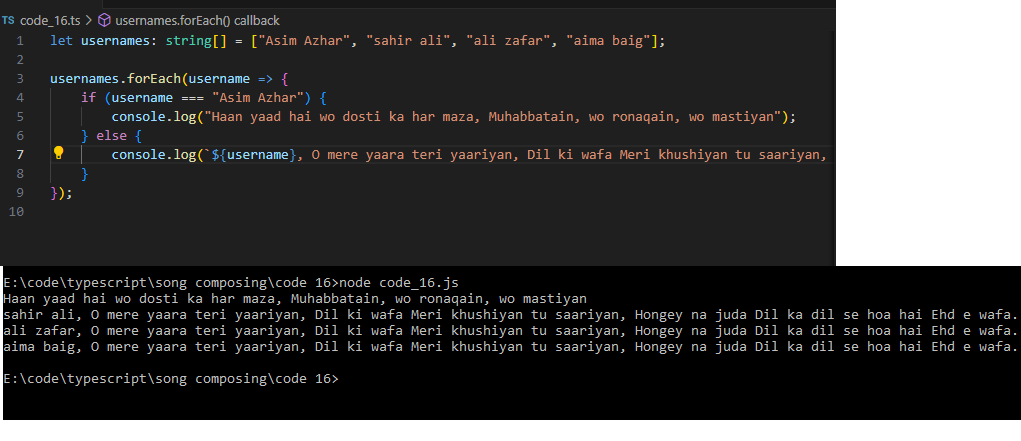 TS code_16.ts > usernames.forEach() callback
1 let usernames: string[] = ["Asim Azhar", "sahir ali", "ali zafar", "aima baig"];
2
3 usernames.forEach(username => {
4 if (username === "Asim Azhar") {
5 console.log("Haan yaad hai wo dosti ka har maza, Muhabbatain, wo ronaqain, wo mastiyan");
6 } else {
7 console.log(`${username}, O mere yaara teri yaariyan, Dil ki wafa Meri khushiyan tu saariyan,
8 }
9 });
10
E:\code\typescript\song composing\code 16>node code_16.js
Haan yaad hai wo dosti ka har maza, Muhabbatain, wo ronaqain, wo mastiyan
sahir ali, O mere yaara teri yaariyan, Dil ki wafa Meri khushiyan tu saariyan, Hongey na juda Dil ka dil se hoa hai Ehd e wafa.
ali zafar, O mere yaara teri yaariyan, Dil ki wafa Meri khushiyan tu saariyan, Hongey na juda Dil ka dil se hoa hai Ehd e wafa.
aima baig, O mere yaara teri yaariyan, Dil ki wafa Meri khushiyan tu saariyan, Hongey na juda Dil ka dil se hoa hai Ehd e wafa.
E:\code\typescript\song composing\code 16>